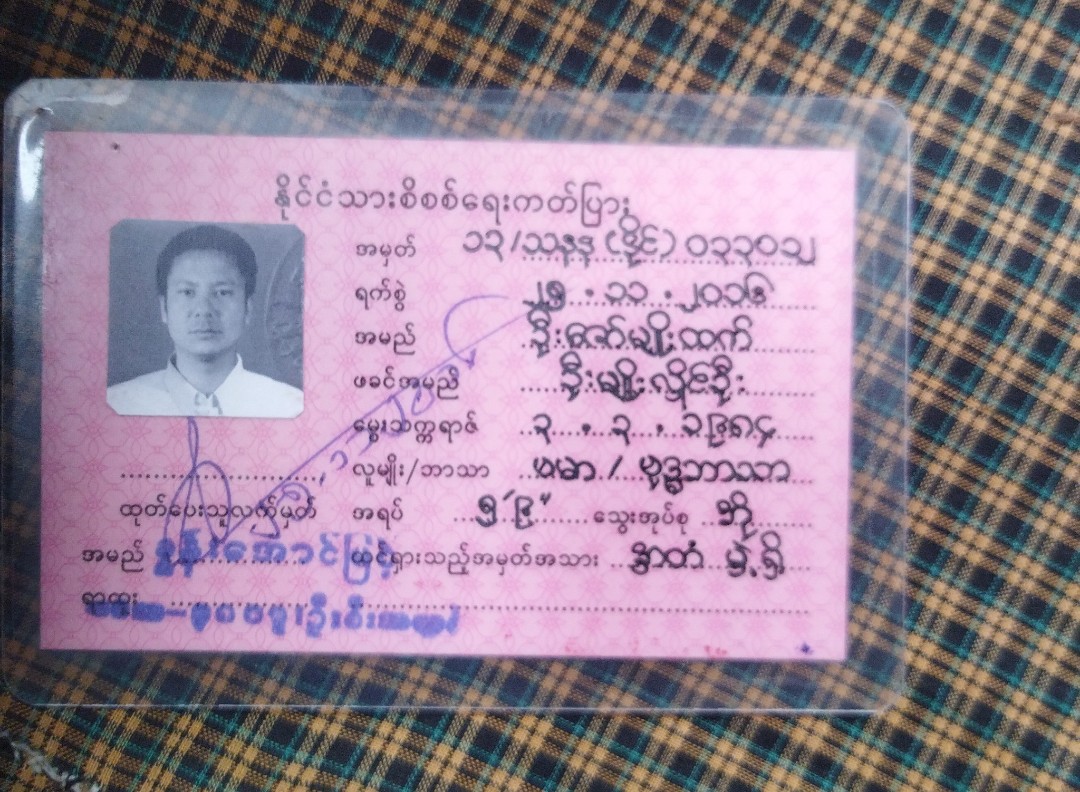 နိုင်ငံသားစိစစ်ရေးကတ်ပြား
အမှတ် ၁၃/သနန (နိုင်) ၀၃၃၀၁၂
ရက်စွဲ ၂၅.၁၁.၂၀၁၆
အမည် ဦးဇော်မျိုးထက်
ဖခင်အမည် ဦးမျိုးလှိုင်ဦး
မွေးသက္ကရာဇ် ၃.၃.၁၉၈၄
လူမျိုး/ဘာသာ ဗမာ / ဗုဒ္ဓဘာသာ
ထုတ်ပေးသူလက်မှတ် အရပ် ၅´၉" သွေးအုပ်စု ဘို
အမည် ထင်ရှားသည့်အမှတ်အသား နှာတံ မှဲ့ရှိ
ရာထူး